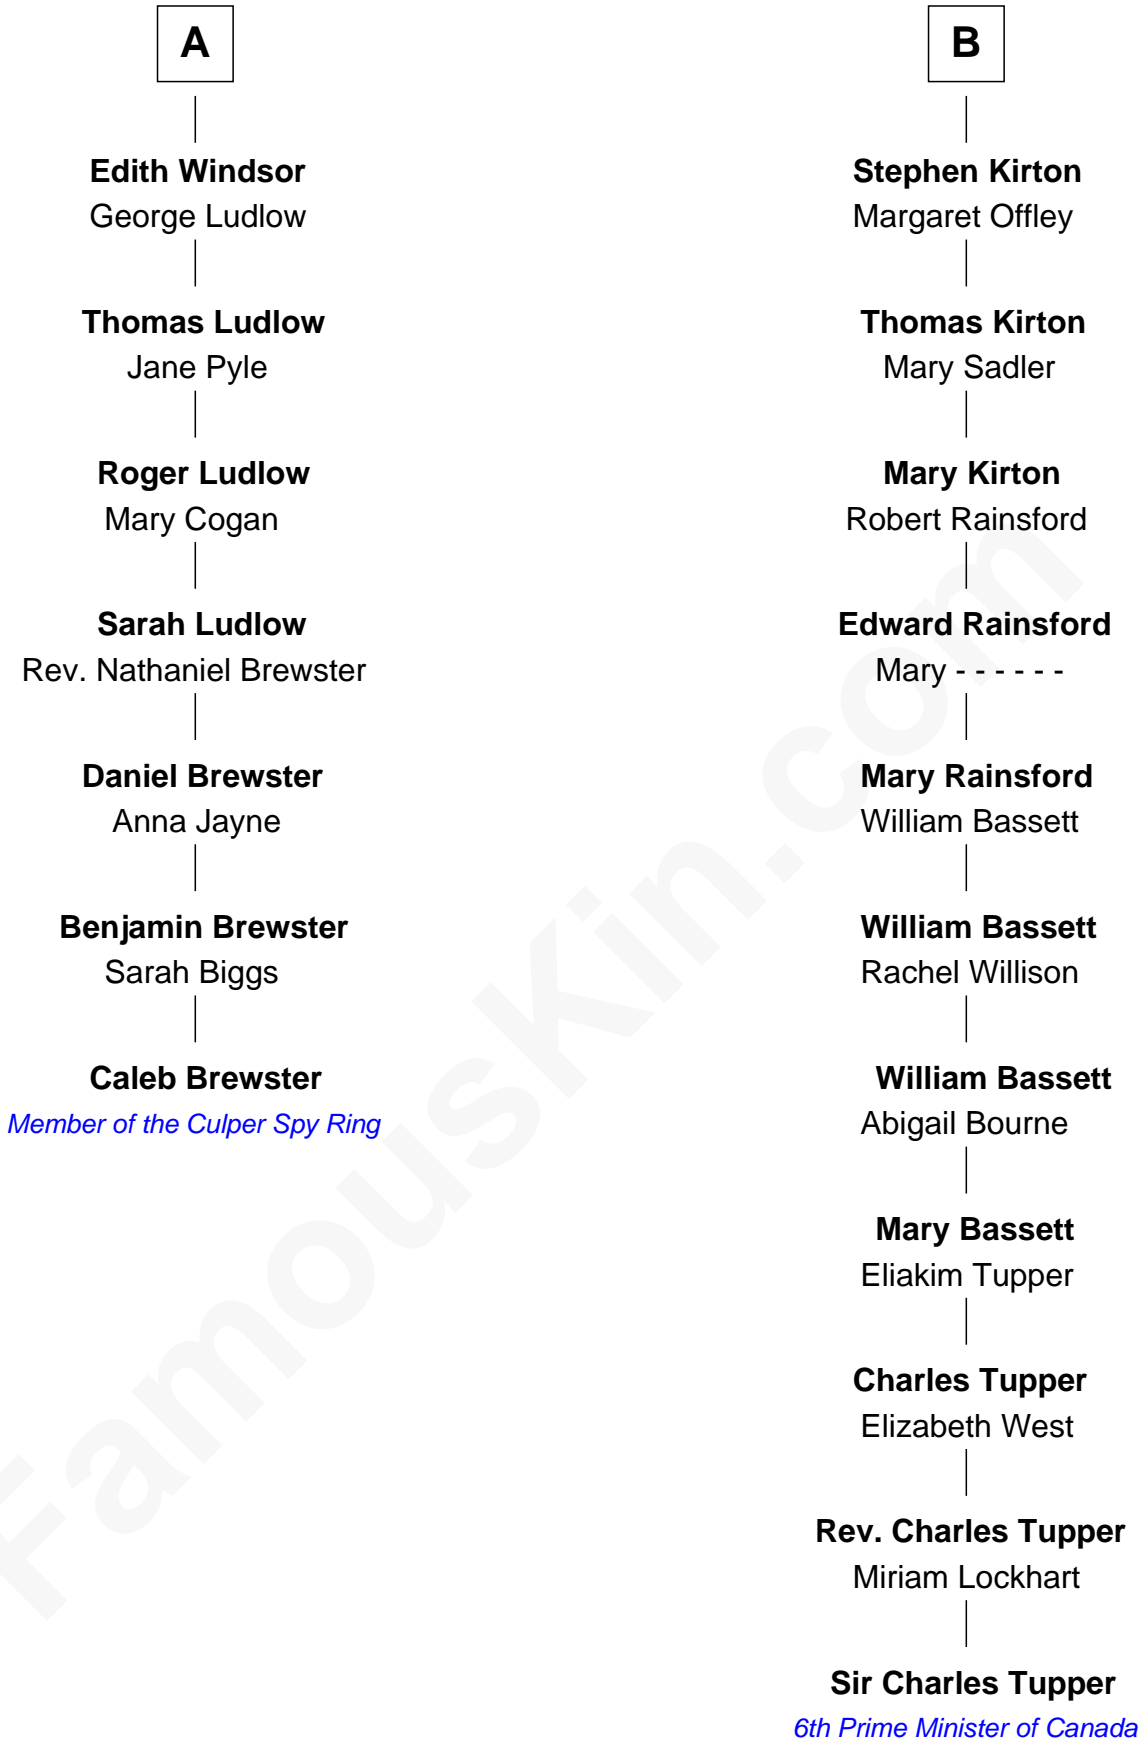 A
Edith Windsor
George Ludlow
Thomas Ludlow
Jane Pyle
Roger Ludlow
Mary Cogan
Sarah Ludlow
Rev. Nathaniel Brewster
Daniel Brewster
Anna Jayne
Benjamin Brewster
Sarah Biggs
Caleb Brewster
Member of the Culper Spy Ring
B
Stephen Kirton
Margaret Offley
Thomas Kirton
Mary Sadler
Mary Kirton
Robert Rainsford
Edward Rainsford
Mary - - - - - -
Mary Rainsford
William Bassett
William Bassett
Rachel Willison
William Bassett
Abigail Bourne
Mary Bassett
Eliakim Tupper
Charles Tupper
Elizabeth West
Rev. Charles Tupper
Miriam Lockhart
Sir Charles Tupper
6th Prime Minister of Canada
FamousKin.com